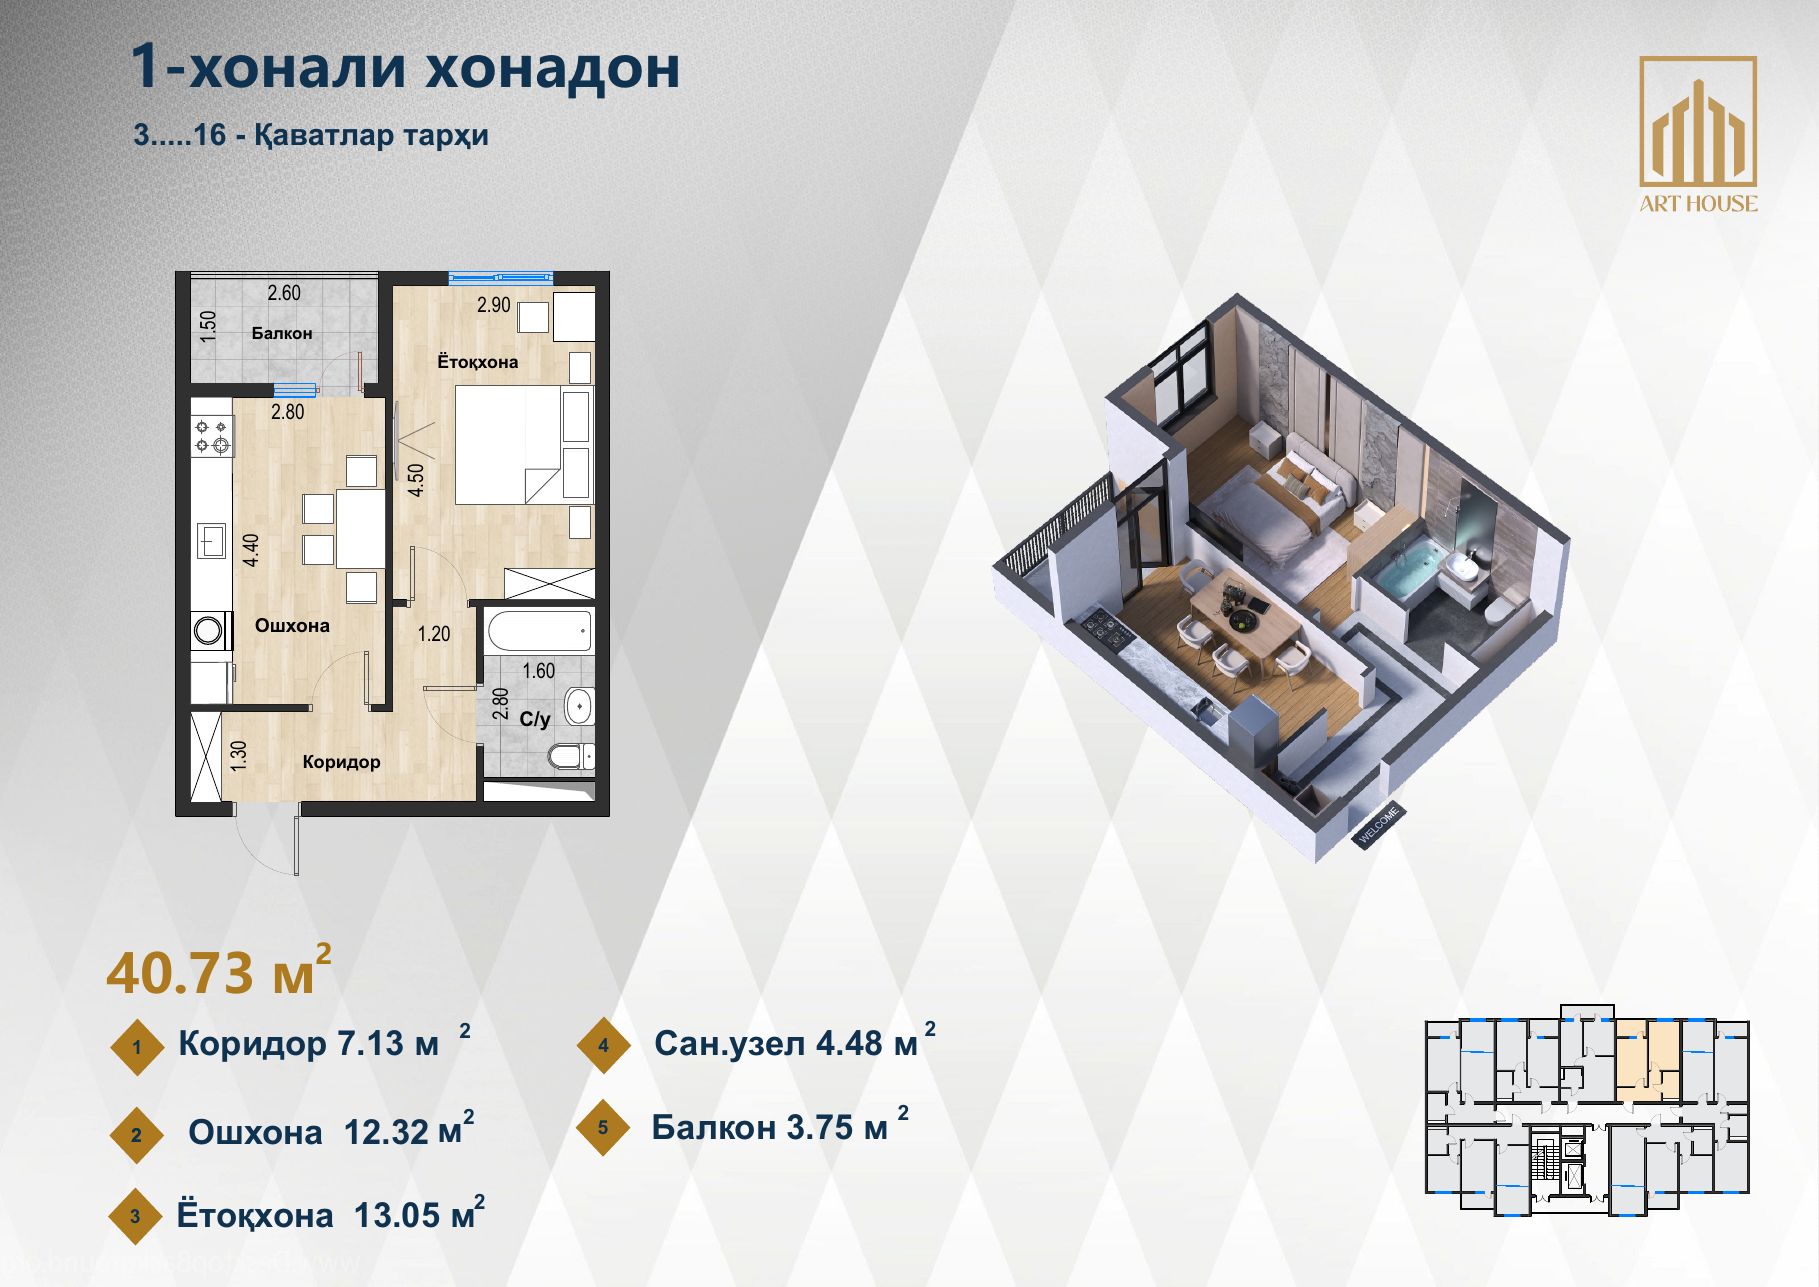 1-хонали хонадон
3.....16 - Қаватлар тарҳи
ART HOUSE
2.60
1.50
Балкон
2.90
Ётоқхона
2.80
4.50
4.40
Ошхона
1.20
1.60
2.80
С/у
1.30
Коридор
WELCOME
40.73 м²
1 Коридор 7.13 м ²
2 Ошхона 12.32 м²
3 Ётоқхона 13.05 м²
4 Сан.узел 4.48 м ²
5 Балкон 3.75 м ²